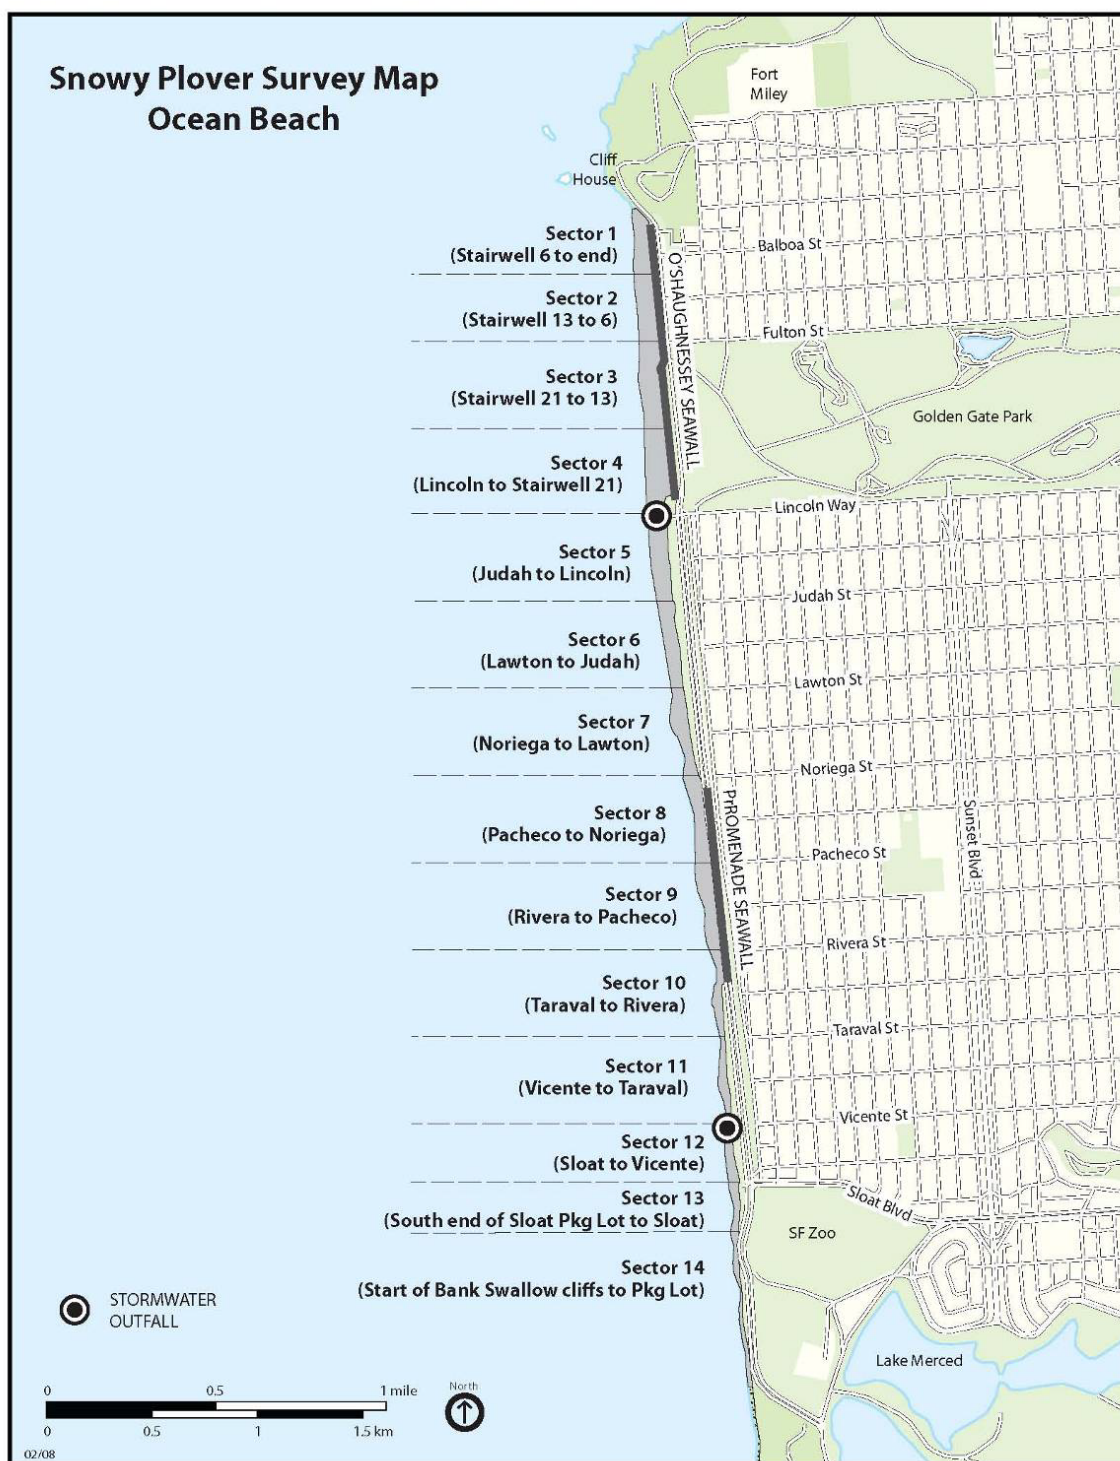 Snowy Plover Survey Map
Ocean Beach
Fort
Miley
Cliff
House
Sector 1
(Stairwell 6 to end)
Balboa St
O'SHAUGHNESSEY SEAWALL
Sector 2
(Stairwell 13 to 6)
Fulton St
Sector 3
(Stairwell 21 to 13)
Golden Gate Park
Sector 4
(Lincoln to Stairwell 21)
Lincoln Way
Sector 5
(Judah to Lincoln)
Judah St
Sector 6
(Lawton to Judah)
Lawton St
Sector 7
(Noriega to Lawton)
Noriega St
PrROMENADE SEAWALL
Sunset Blvd
Sector 8
(Pacheco to Noriega)
Pacheco St
Sector 9
(Rivera to Pacheco)
Rivera St
Sector 10
(Taraval to Rivera)
Taraval St
Sector 11
(Vicente to Taraval)
Vicente St
Sector 12
(Sloat to Vicente)
Sloat Blvd
Sector 13
(South end of Sloat Pkg Lot to Sloat)
SF Zoo
Sector 14
(Start of Bank Swallow cliffs to Pkg Lot)
STORMWATER
OUTFALL
Lake Merced
0 0.5 1 mile
North
0 0.5 1 1.5 km
02/08